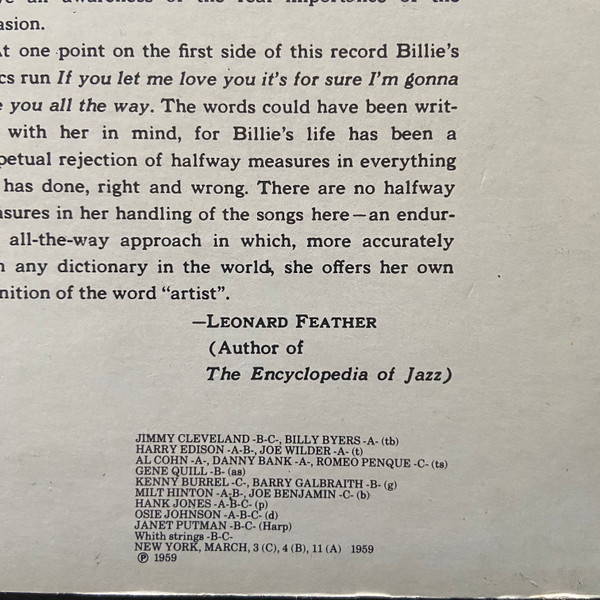 asion.
At one point on the first side of this record Billie's
cs run If you let me love you it's for sure I'm gonna
e you all the way. The words could have been writ-
with her in mind, for Billie's life has been a
petual rejection of halfway measures in everything
has done, right and wrong. There are no halfway
asures in her handling of the songs here—an endur-
all-the-way approach in which, more accurately
n any dictionary in the world, she offers her own
nition of the word "artist".
—LEONARD FEATHER
(Author of
The Encyclopedia of Jazz)
JIMMY CLEVELAND -B-C-, BILLY BYERS -A- (tb)
HARRY EDISON -A-B-, JOE WILDER -A- (t)
AL COHN -A-, DANNY BANK -A-, ROMEO PENQUE -C- (ts)
GENE QUILL -B- (as)
KENNY BURREL -C-, BARRY GALBRAITH -B- (g)
MILT HINTON -A-B-, JOE BENJAMIN -C- (b)
HANK JONES -A-B-C- (p)
OSIE JOHNSON -A-B-C- (d)
JANET PUTMAN -B-C- (Harp)
Whith strings -B-C-
NEW YORK, MARCH, 3 (C), 4 (B), 11 (A) 1959
℗ 1959